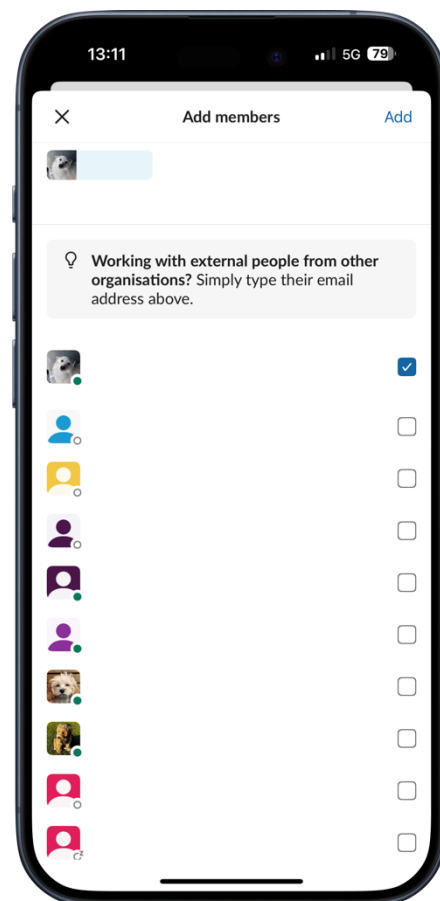 13:11 5G 79
Add members Add
Working with external people from other
organisations? Simply type their email
address above.